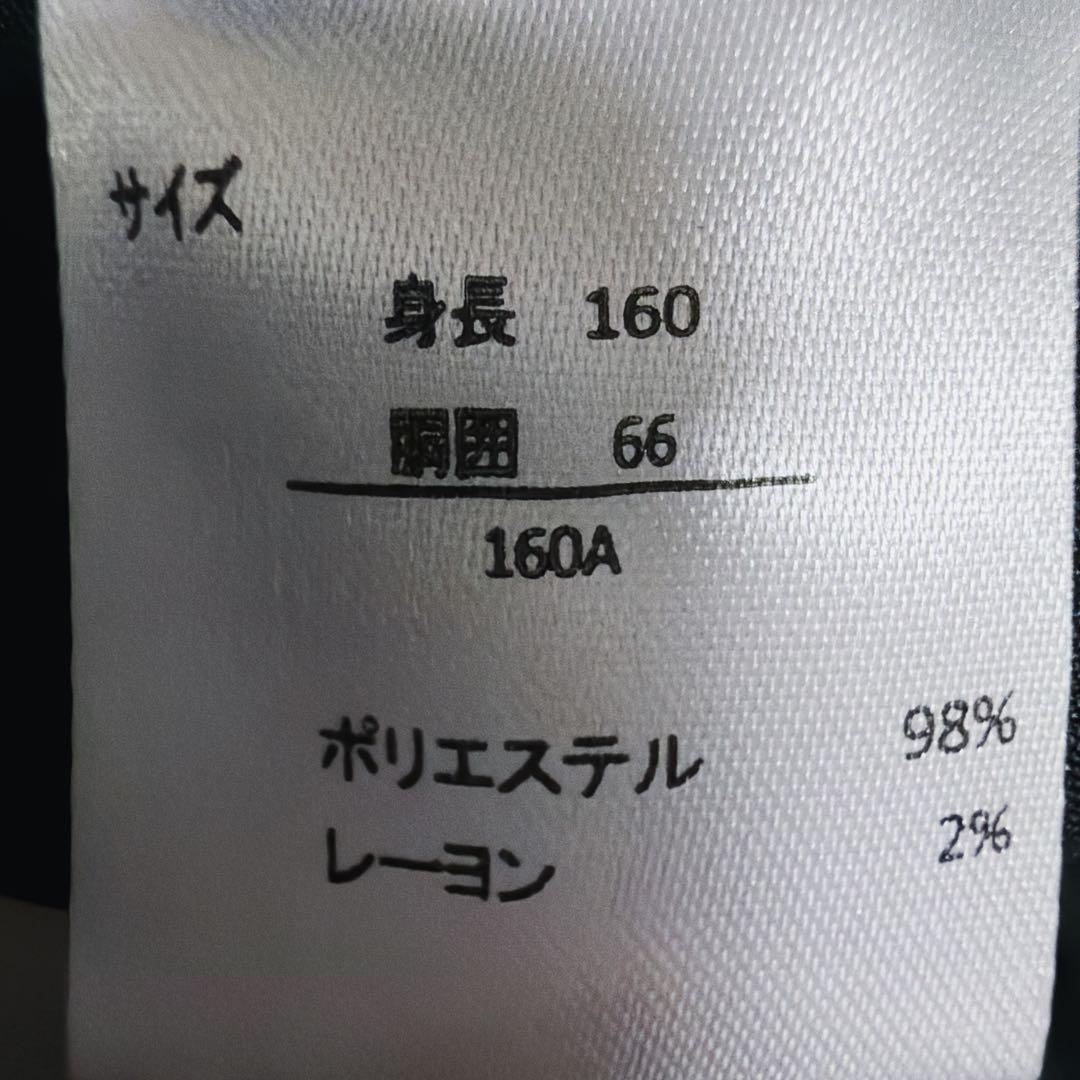 サイズ
身長 160
胴囲 66
160A
ポリエステル 98%
レーヨン 2%